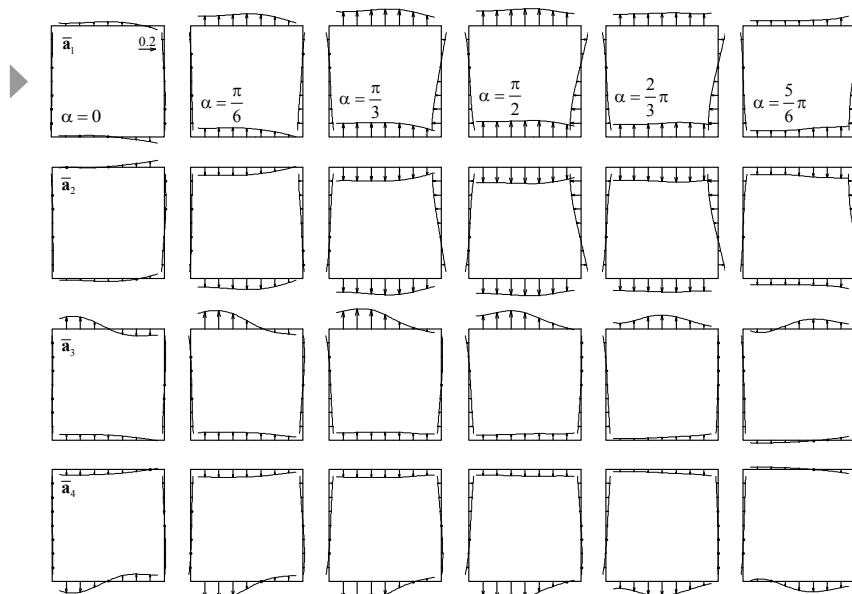 ā₁
0.2
α = 0
α = π/6
α = π/3
α = π/2
α = 2/3 π
α = 5/6 π
ā₂
ā₃
ā₄